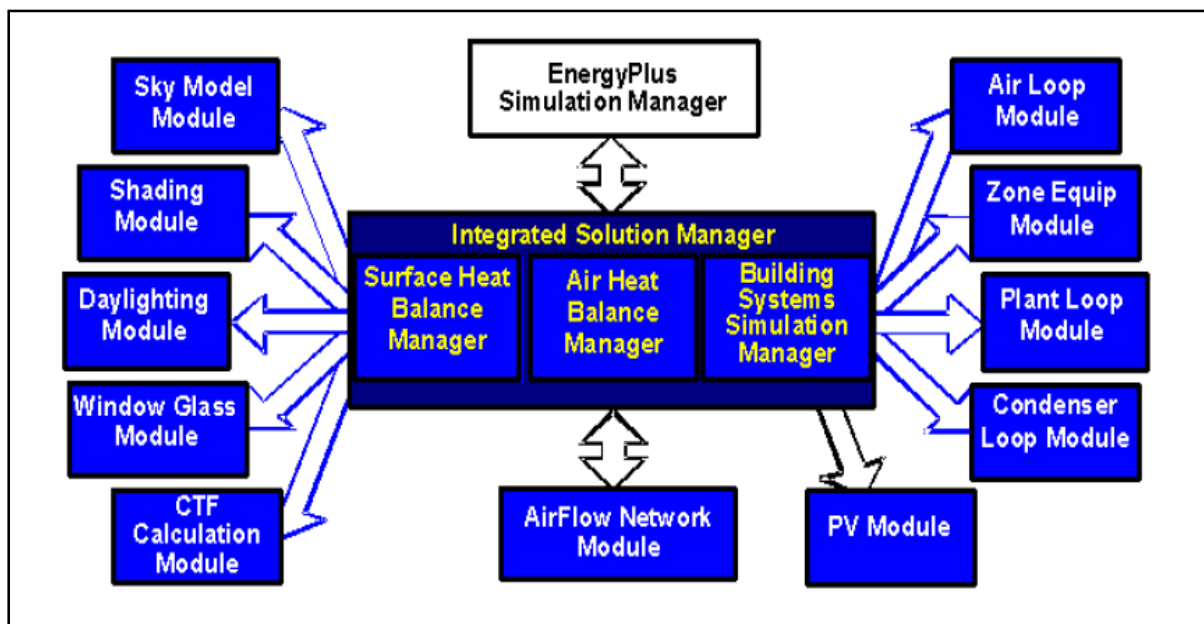 EnergyPlus
Simulation Manager
Sky Model
Module
Shading
Module
Daylighting
Module
Window Glass
Module
CTF
Calculation
Module
Integrated Solution Manager
Surface Heat
Balance
Manager
Air Heat
Balance
Manager
Building
Systems
Simulation
Manager
Air Loop
Module
Zone Equip
Module
Plant Loop
Module
Condenser
Loop Module
AirFlow Network
Module
PV Module